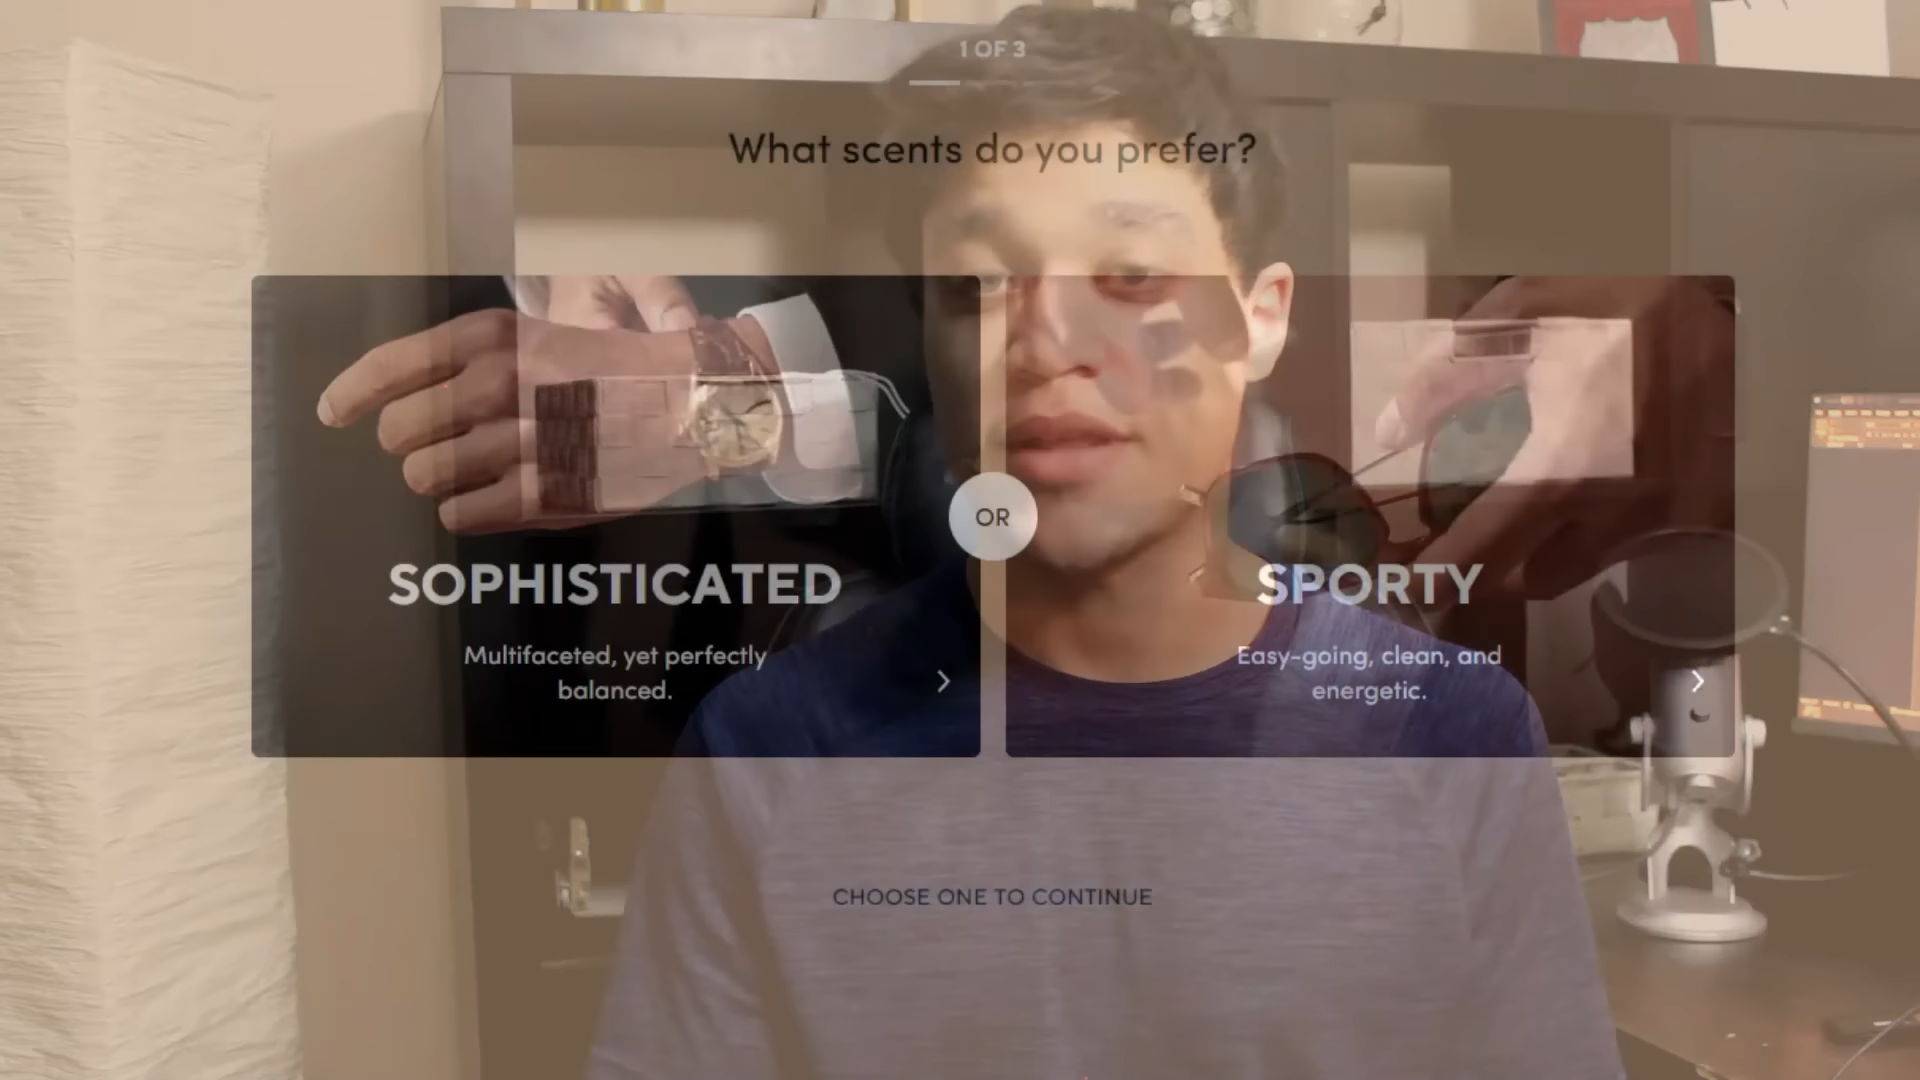 1 OF 3
What scents do you prefer?
OR
SOPHISTICATED
SPORTY
Multifaceted, yet perfectly
balanced.
Easy-going, clean, and
energetic.
CHOOSE ONE TO CONTINUE